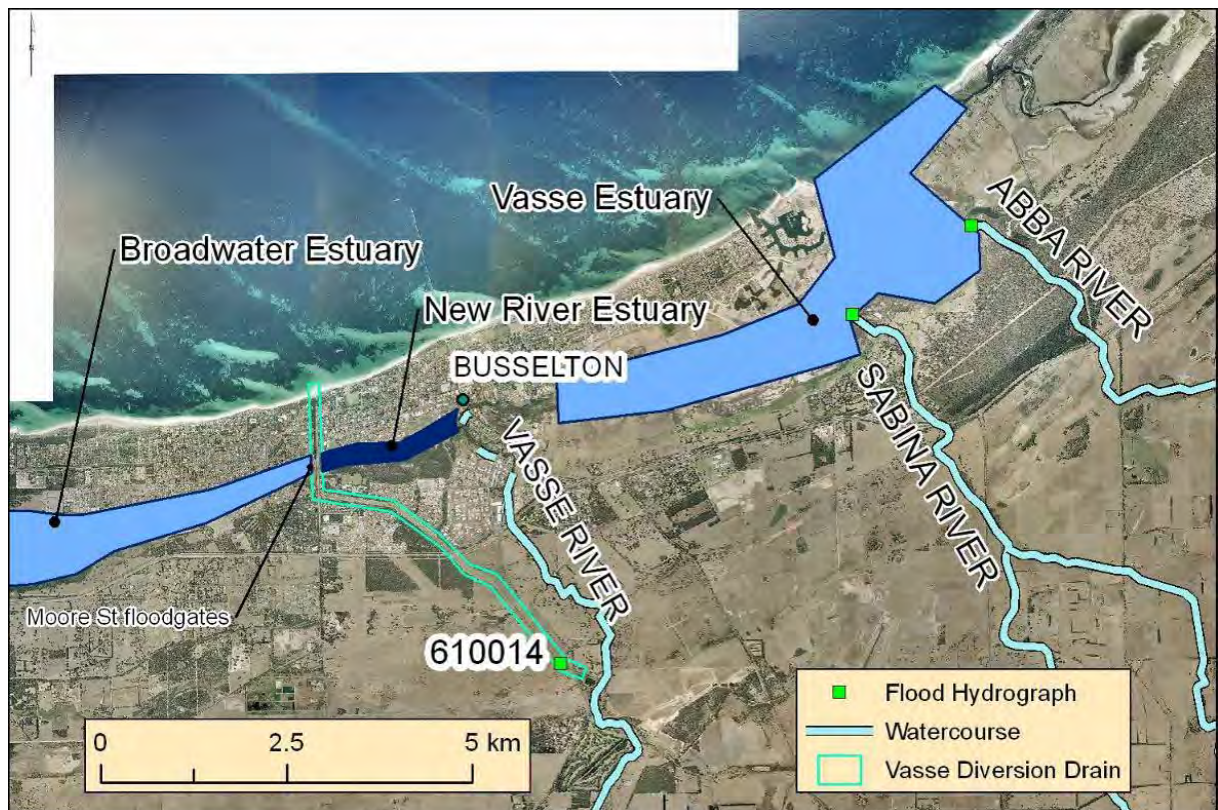 ABBA RIVER
Vasse Estuary
Broadwater Estuary
New River Estuary
BUSSELTON
VASSE RIVER
SABINA RIVER
Moore St floodgates
610014
0 2.5 5 km
Flood Hydrograph
Watercourse
Vasse Diversion Drain